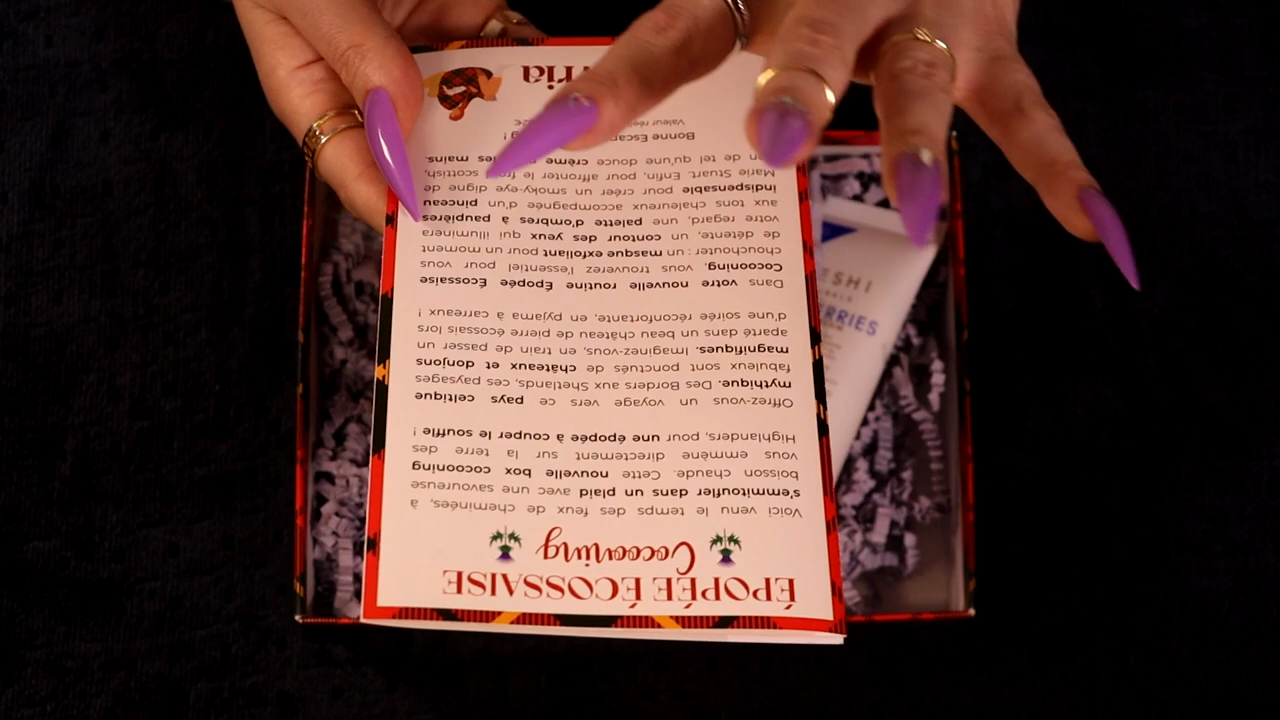 ÉPOPÉE ÉCOSSAISE
Cocooning
Voici venu le temps des feux de cheminées, à
s'emmitoufler dans un plaid avec une savoureuse
boisson chaude. Cette nouvelle box cocooning
vous emmène directement sur la terre des
Highlanders, pour une épopée à couper le souffle !
Offrez-vous un voyage vers ce pays celtique
mythique. Des Borders aux Shetlands, ces paysages
fabuleux sont ponctués de châteaux et donjons
magnifiques. Imaginez-vous, en train de passer un
aparté dans un beau château de pierre écossais lors
d'une soirée réconfortante, en pyjama à carreaux !
Dans votre nouvelle routine Épopée Écossaise
Cocooning, vous trouverez l'essentiel pour vous
chouchouter : un masque exfoliant pour un moment
de détente, un contour des yeux qui illuminera
votre regard, une palette d'ombres à paupières
aux tons chaleureux accompagnée d'un pinceau
indispensable pour créer un smoky-eye digne de
Marie Stuart. Enfin, pour affronter le scottish,
en de tel qu'une douce crème mains.
Bonne !
Valeur
ESHI
ERRIES